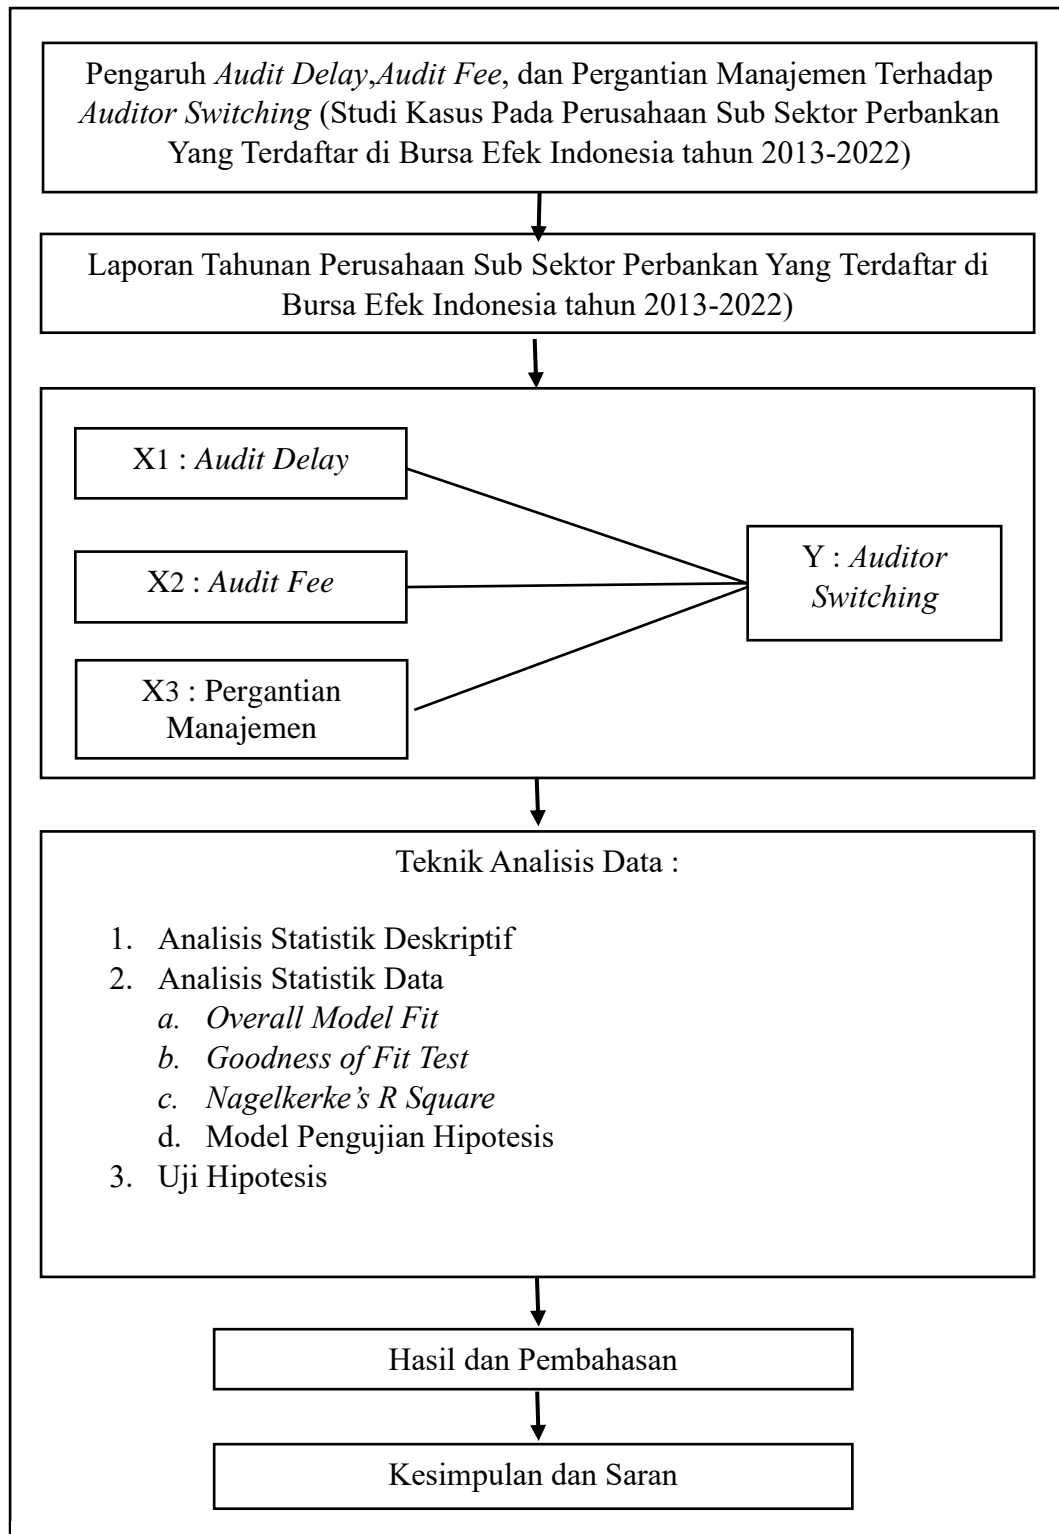 Pengaruh Audit Delay,Audit Fee, dan Pergantian Manajemen Terhadap
Auditor Switching (Studi Kasus Pada Perusahaan Sub Sektor Perbankan
Yang Terdaftar di Bursa Efek Indonesia tahun 2013-2022)
Laporan Tahunan Perusahaan Sub Sektor Perbankan Yang Terdaftar di
Bursa Efek Indonesia tahun 2013-2022)
X1 : Audit Delay
X2 : Audit Fee
X3 : Pergantian
Manajemen
Y : Auditor
Switching
Teknik Analisis Data :
1. Analisis Statistik Deskriptif
2. Analisis Statistik Data
a. Overall Model Fit
b. Goodness of Fit Test
c. Nagelkerke’s R Square
d. Model Pengujian Hipotesis
3. Uji Hipotesis
Hasil dan Pembahasan
Kesimpulan dan Saran